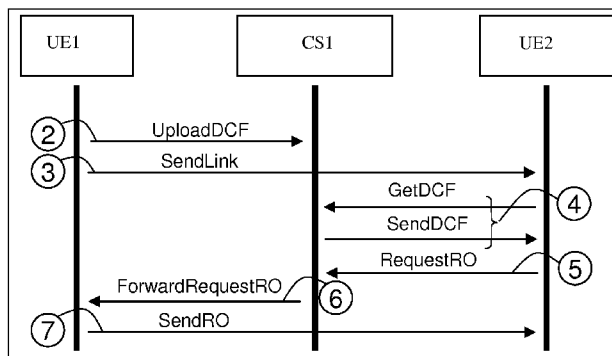 UE1
CS1
UE2
2
UploadDCF
3
SendLink
GetDCF
4
SendDCF
RequestRO
5
ForwardRequestRO
6
7
SendRO